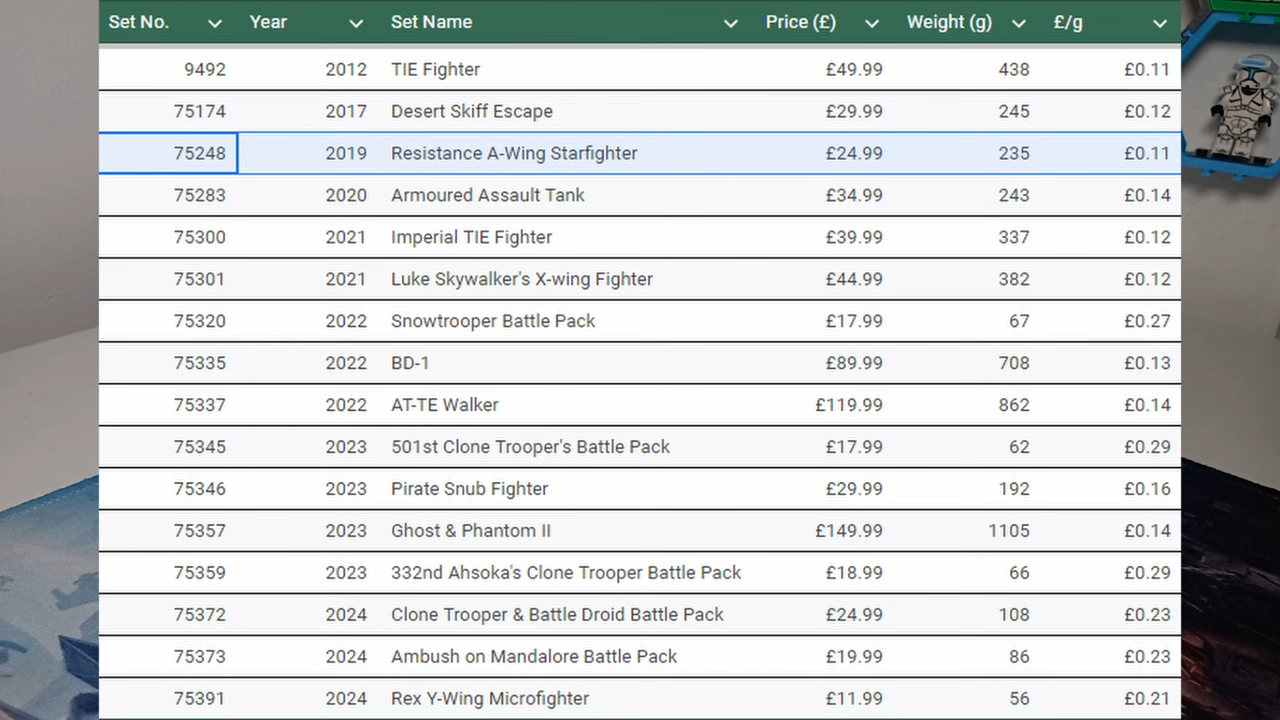 Set No. Year Set Name Price (£) Weight (g) £/g
9492 2012 TIE Fighter £49.99 438 £0.11
75174 2017 Desert Skiff Escape £29.99 245 £0.12
75248 2019 Resistance A-Wing Starfighter £24.99 235 £0.11
75283 2020 Armoured Assault Tank £34.99 243 £0.14
75300 2021 Imperial TIE Fighter £39.99 337 £0.12
75301 2021 Luke Skywalker's X-wing Fighter £44.99 382 £0.12
75320 2022 Snowtrooper Battle Pack £17.99 67 £0.27
75335 2022 BD-1 £89.99 708 £0.13
75337 2022 AT-TE Walker £119.99 862 £0.14
75345 2023 501st Clone Trooper's Battle Pack £17.99 62 £0.29
75346 2023 Pirate Snub Fighter £29.99 192 £0.16
75357 2023 Ghost & Phantom II £149.99 1105 £0.14
75359 2023 332nd Ahsoka's Clone Trooper Battle Pack £18.99 66 £0.29
75372 2024 Clone Trooper & Battle Droid Battle Pack £24.99 108 £0.23
75373 2024 Ambush on Mandalore Battle Pack £19.99 86 £0.23
75391 2024 Rex Y-Wing Microfighter £11.99 56 £0.21